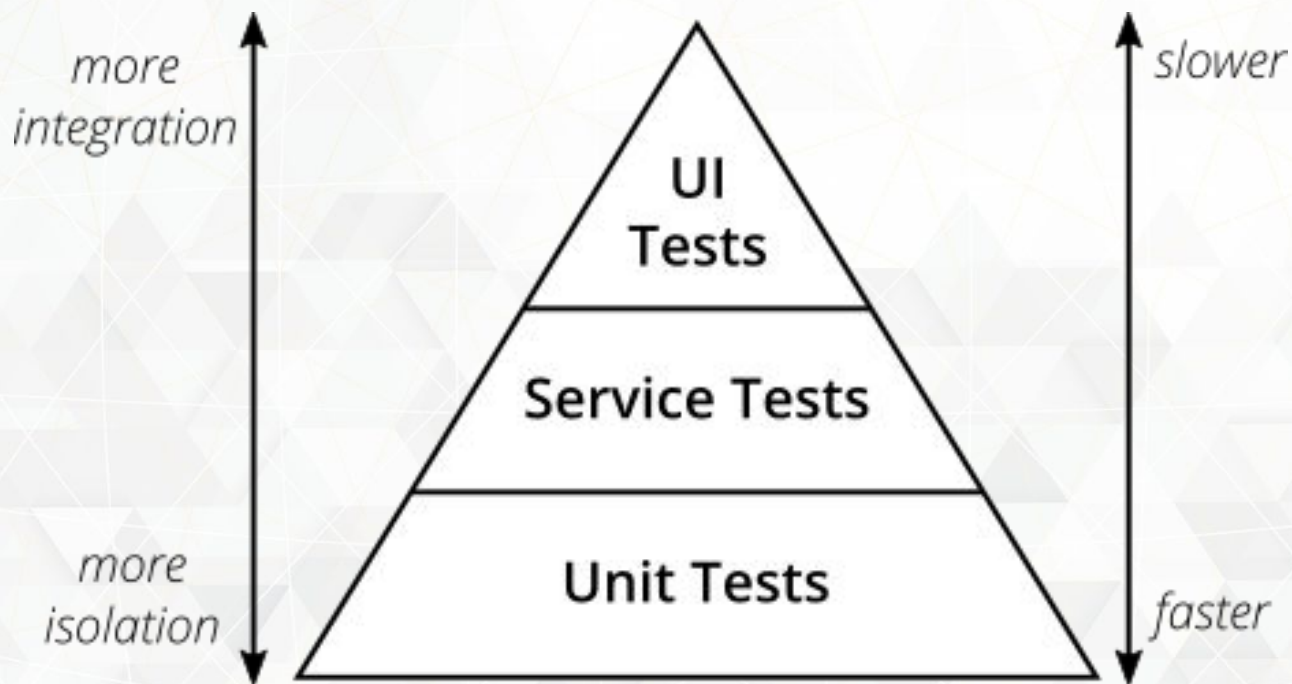 more
integration
slower
UI
Tests
Service Tests
Unit Tests
more
isolation
faster